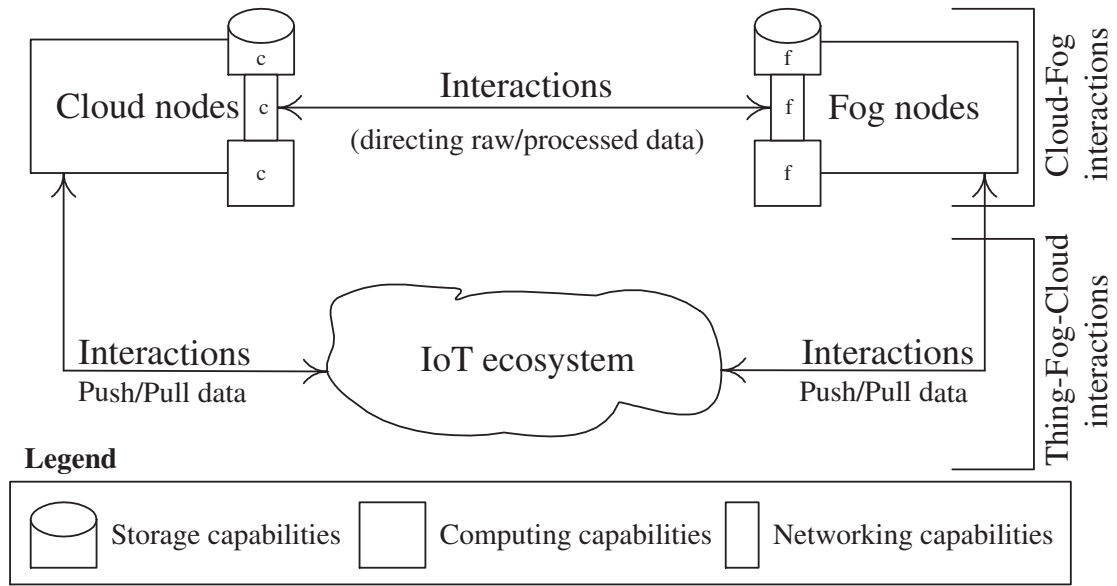 c
f
Cloud nodes
c
Interactions
f
Fog nodes
(directing raw/processed data)
c
f
Cloud-Fog
interactions
Interactions
Push/Pull data
IoT ecosystem
Interactions
Push/Pull data
Thing-Fog-Cloud
interactions
Legend
Storage capabilities
Computing capabilities
Networking capabilities